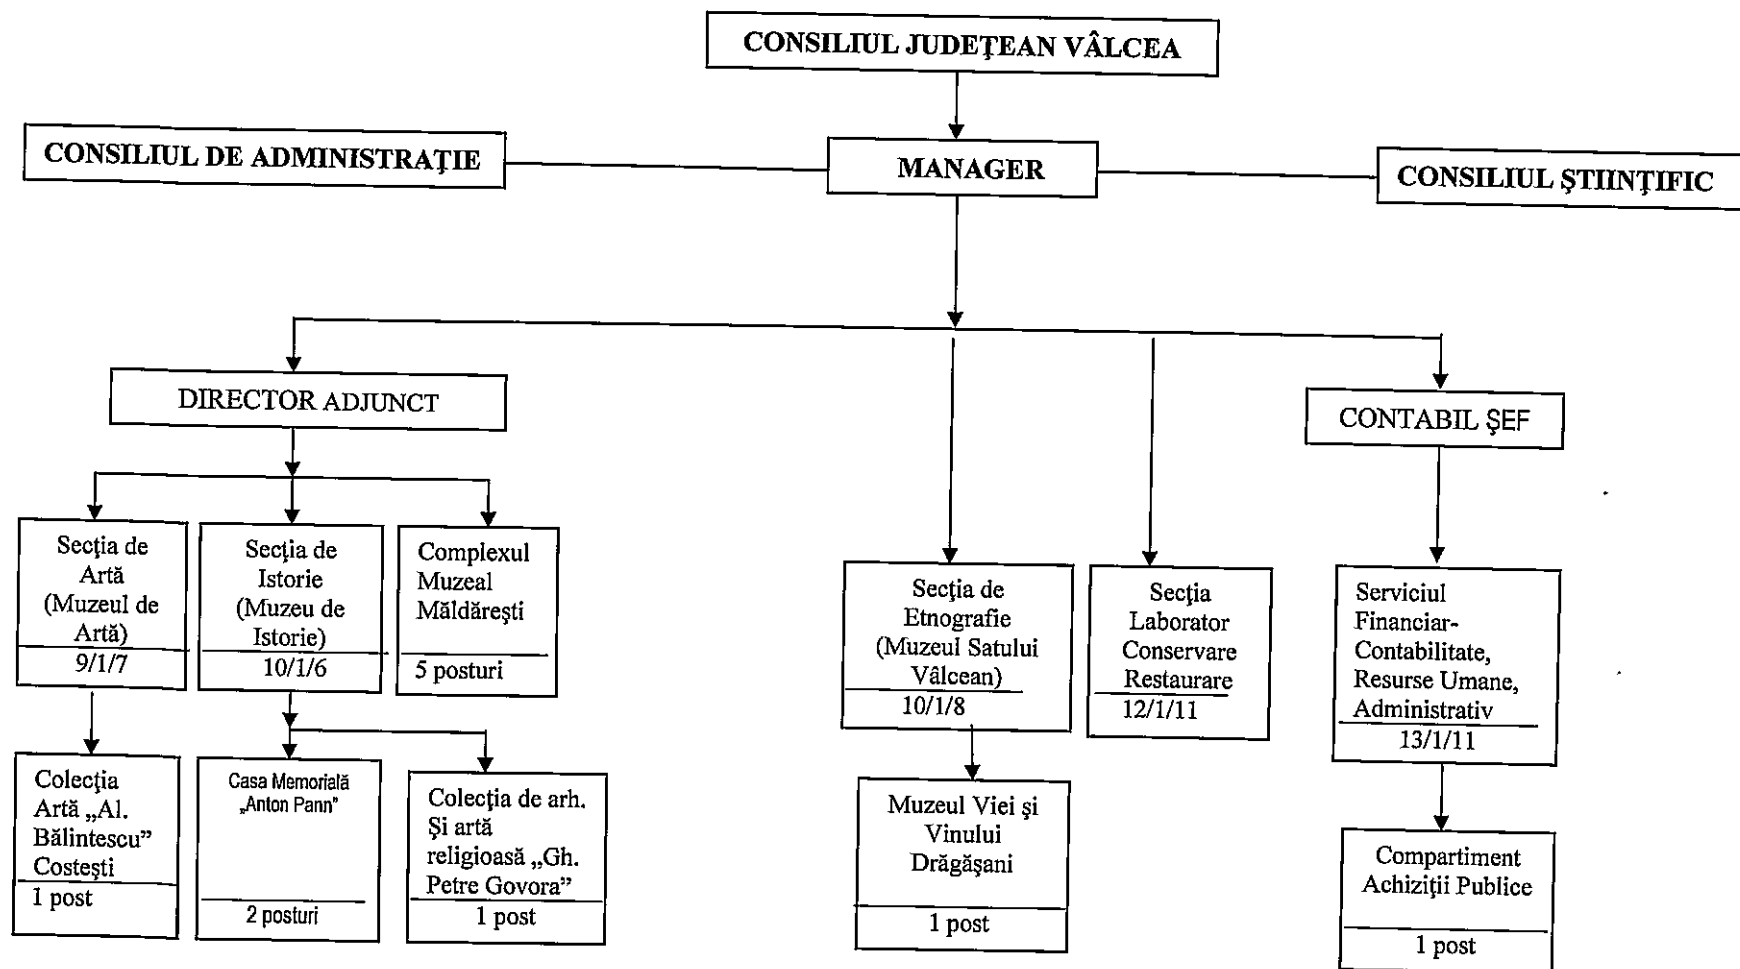 CONSILIUL JUDEŢEAN VÂLCEA
CONSILIUL DE ADMINISTRAŢIE
MANAGER
CONSILIUL ŞTIINŢIFIC
DIRECTOR ADJUNCT
CONTABIL ŞEF
Secţia de
Artă
(Muzeul de
Artă)
9/1/7
Secţia de
Istorie
(Muzeu de
Istorie)
10/1/6
Complexul
Muzeal
Măldăreşti
5 posturi
Secţia de
Etnografie
(Muzeul Satului
Vâlcean)
10/1/8
Secţia
Laborator
Conservare
Restaurare
12/1/11
Serviciul
Financiar-
Contabilitate,
Resurse Umane,
Administrativ
13/1/11
Colecţia
Artă „Al.
Bălintescu”
Costeşti
1 post
Casa Memorială
„Anton Pann”
2 posturi
Colecţia de arh.
Şi artă
religioasă „Gh.
Petre Govora”
1 post
Muzeul Viei şi
Vinului
Drăgăşani
1 post
Compartiment
Achiziţii Publice
1 post